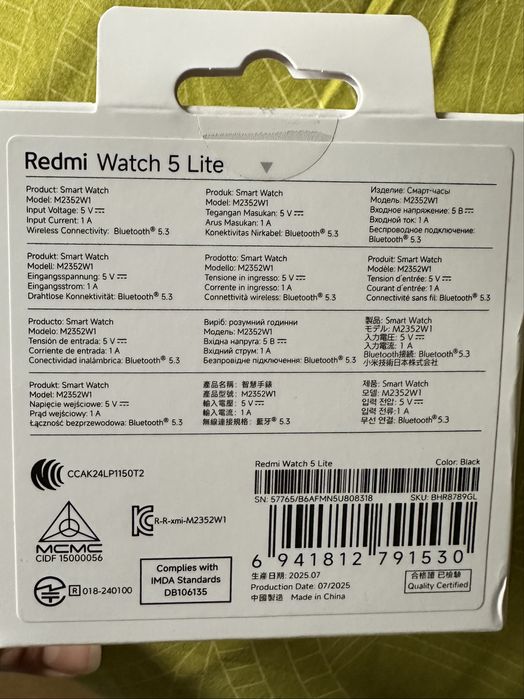 Redmi Watch 5 Lite
Product: Smart Watch
Model: M2352W1
Input Voltage: 5 V⎓
Input Current: 1 A
Wireless Connectivity: Bluetooth® 5.3
Produk: Smart Watch
Model: M2352W1
Tegangan Masukan: 5 V⎓
Arus Masukan: 1 A
Konektivitas Nirkabel: Bluetooth® 5.3
Изделие: Смарт-часы
Модель: M2352W1
Входное напряжение: 5 В⎓
Входной ток: 1 A
Беспроводное подключение:
Bluetooth® 5.3
Produkt: Smart Watch
Modell: M2352W1
Eingangsspannung: 5 V⎓
Eingangsstrom: 1 A
Drahtlose Konnektivität: Bluetooth® 5.3
Prodotto: Smart Watch
Modello: M2352W1
Tensione in ingresso: 5 V⎓
Corrente in ingresso: 1 A
Connettività wireless: Bluetooth® 5.3
Produit: Smart Watch
Modèle: M2352W1
Tension d'entrée: 5 V⎓
Courant d'entrée: 1 A
Connectivité sans fil: Bluetooth® 5.3
Producto: Smart Watch
Modelo: M2352W1
Tensión de entrada: 5 V⎓
Corriente de entrada: 1 A
Conectividad inalámbrica: Bluetooth® 5.3
Виріб: розумний годинни
Модель: M2352W1
Вхідна напруга: 5 В⎓
Вхідний струм: 1 A
Безпровідне підключення: Bluetooth® 5.3
製品: Smart Watch
モデル: M2352W1
入力電圧: 5 V⎓
入力電流: 1 A
Bluetooth接続: Bluetooth®5.3
小米技術日本株式会社
Produkt: Smart Watch
Model: M2352W1
Napięcie wejściowe: 5 V⎓
Prąd wejściowy: 1 A
Łączność bezprzewodowa: Bluetooth® 5.3
產品名稱: 智慧手錶
產品型號: M2352W1
輸入電壓: 5 V⎓
輸入電流: 1 A
無線連接規格: 藍牙® 5.3
제품: Smart Watch
모델: M2352W1
입력 전압: 5 V⎓
입력 전류: 1 A
무선 연결: Bluetooth® 5.3
CCAK24LP1150T2
MCMC
CIDF 15000056
R-R-xmi-M2352W1
R 018-240100
Complies with
IMDA Standards
DB106135
Redmi Watch 5 Lite Color: Black
SN: 57765/B6AFMN5U808318 SKU: BHR8789GL
6 941812 791530
生產日期: 2025.07
Production Date: 07/2025
中國製造 Made in China
合格證 已檢驗
Quality Certified